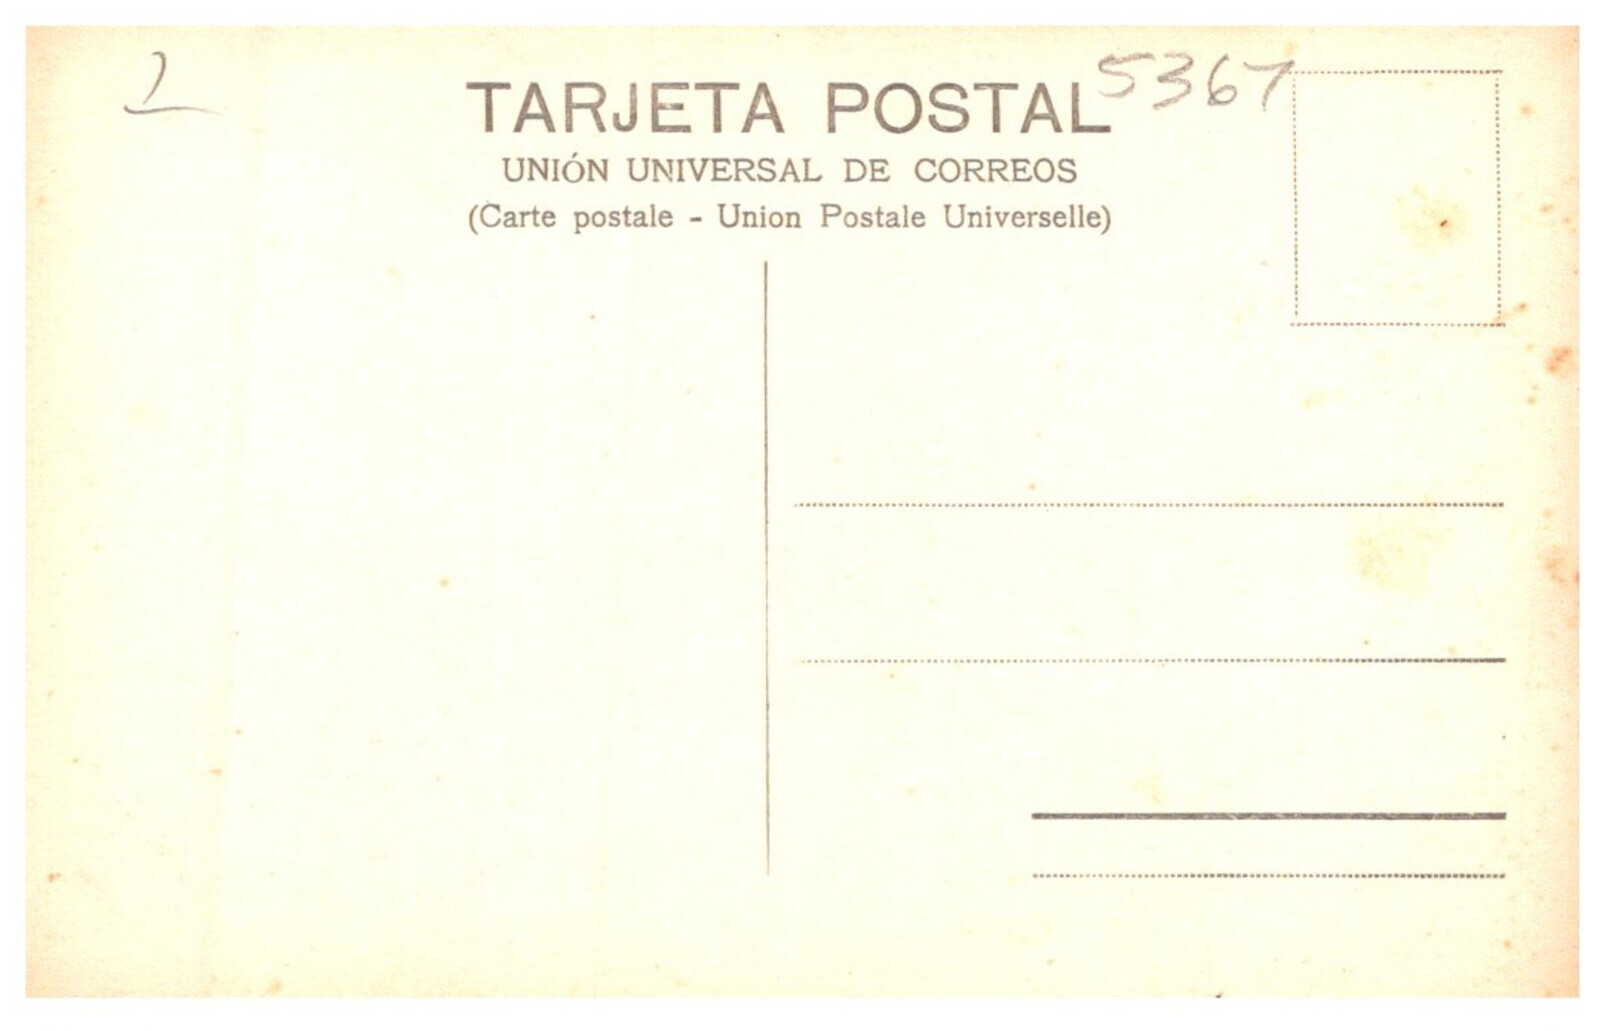 2
5367
TARJETA POSTAL
UNIÓN UNIVERSAL DE CORREOS
(Carte postale - Union Postale Universelle)